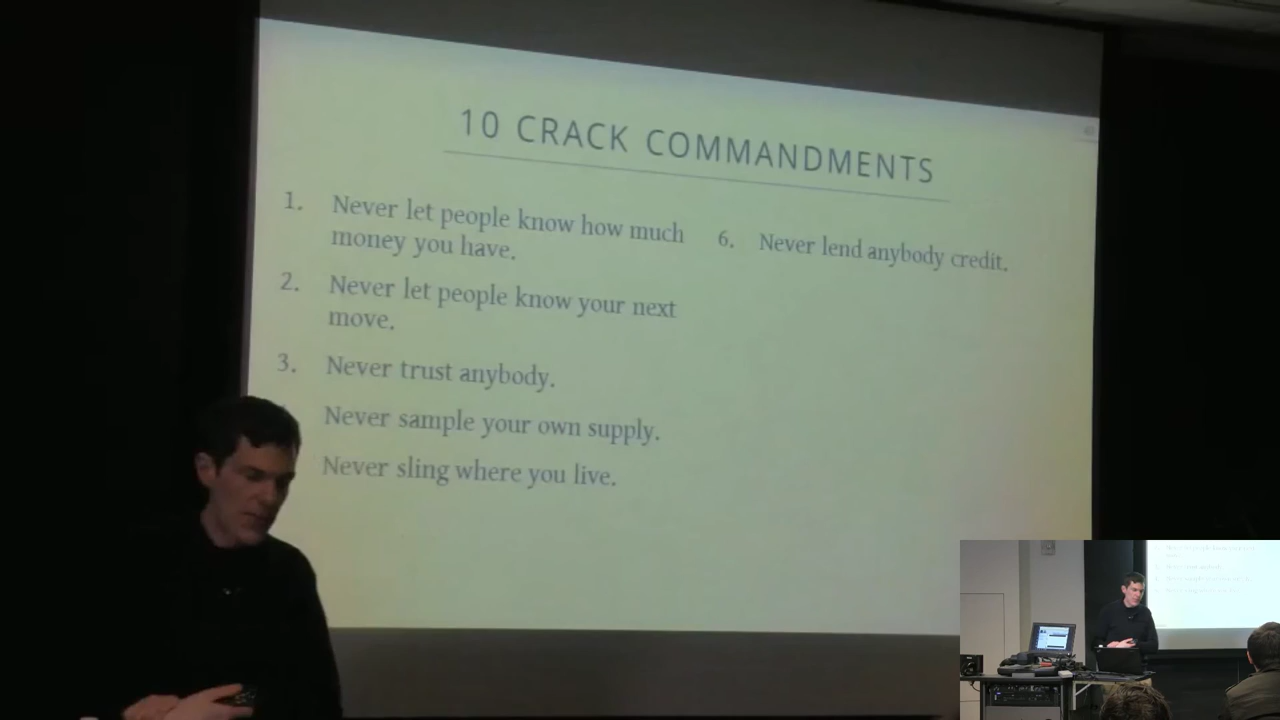 10 CRACK COMMANDMENTS
1. Never let people know how much
money you have.
2. Never let people know your next
move.
3. Never trust anybody.
Never sample your own supply.
Never sling where you live.
6. Never lend anybody credit.